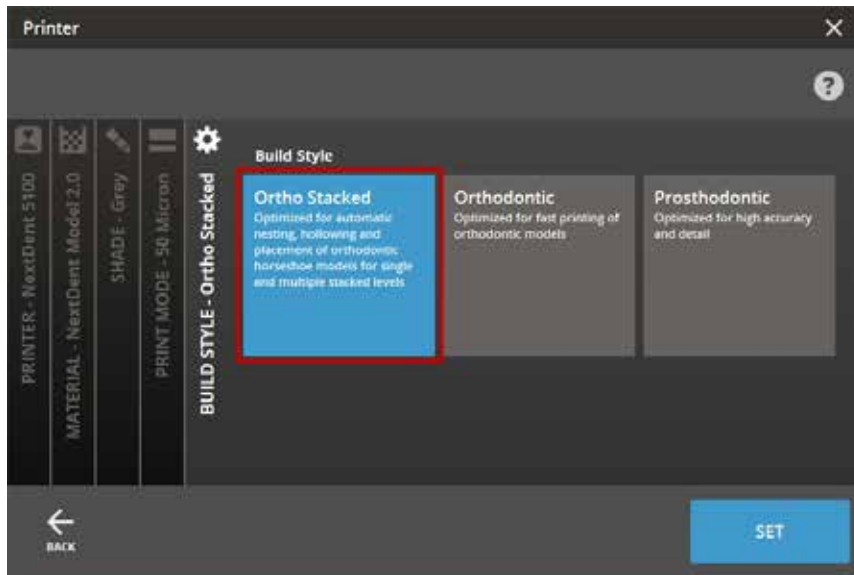 Printer
PRINTER - NextDent 5100
MATERIAL - NextDent Model 2.0
SHADE - Grey
PRINT MODE - 50 Micron
BUILD STYLE - Ortho Stacked
Build Style
Ortho Stacked
Optimized for automatic
nesting, hollowing and
placement of orthodontic
horseshoe models for single
and multiple stacked levels
Orthodontic
Optimized for fast printing of
orthodontic models
Prosthodontic
Optimized for high accuracy
and detail
BACK
SET